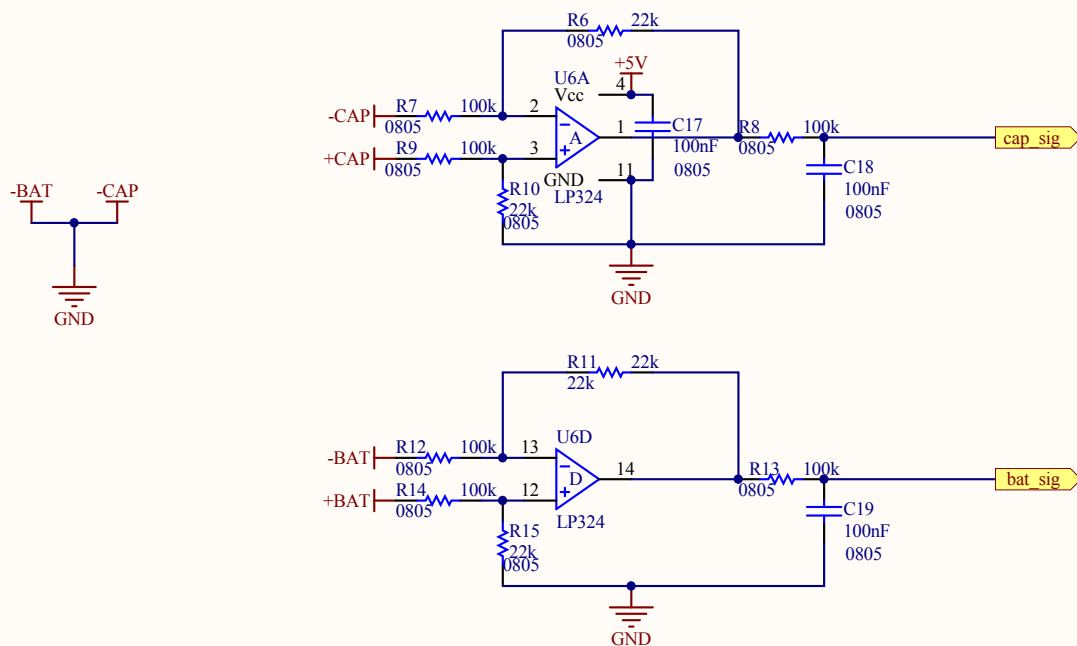 R6 22k
0805
+5V
U6A
4
Vcc
-CAP R7 100k 2
0805
1
A
C17
100nF
0805
R8 100k
0805
cap_sig
+CAP R9 100k 3
0805
11
GND
LP324
R10
22k
0805
C18
100nF
0805
GND
-BAT -CAP
GND
R11 22k
22k
U6D
-BAT R12 100k 13
0805
14
D
R13 100k
0805
bat_sig
+BAT R14 100k 12
0805
LP324
R15
22k
0805
C19
100nF
0805
GND